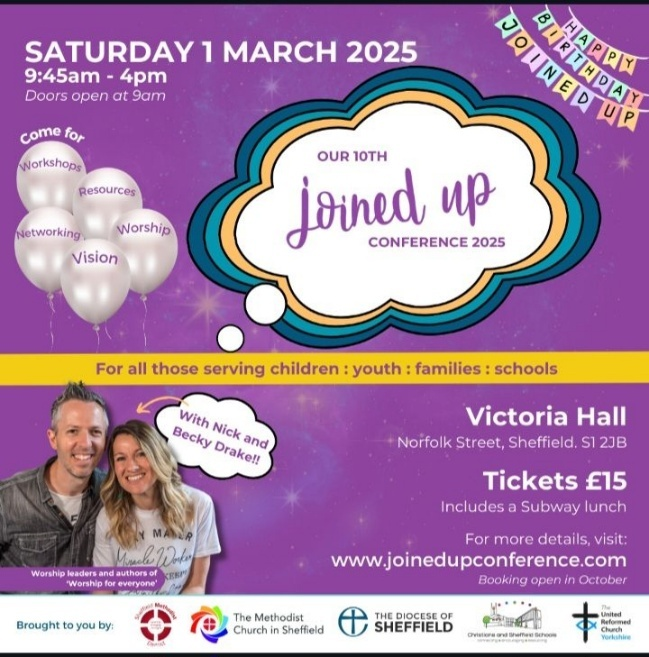 SATURDAY 1 MARCH 2025
9:45am - 4pm
Doors open at 9am
HAPPY
BIRTHDAY
JOINED UP
Come for
Workshops
Resources
Networking
Worship
Vision
OUR 10TH
joined up
CONFERENCE 2025
For all those serving children : youth : families : schools
With Nick and
Becky Drake!!
Worship leaders and authors of
'Worship for everyone'
Victoria Hall
Norfolk Street, Sheffield. S1 2JB
Tickets £15
Includes a Subway lunch
For more details, visit:
www.joinedupconference.com
Booking open in October
Brought to you by:
Sheffield Methodist
District
The Methodist
Church in Sheffield
THE DIOCESE OF
SHEFFIELD
Christians and Sheffield Schools
The
United
Reformed
Church
Yorkshire